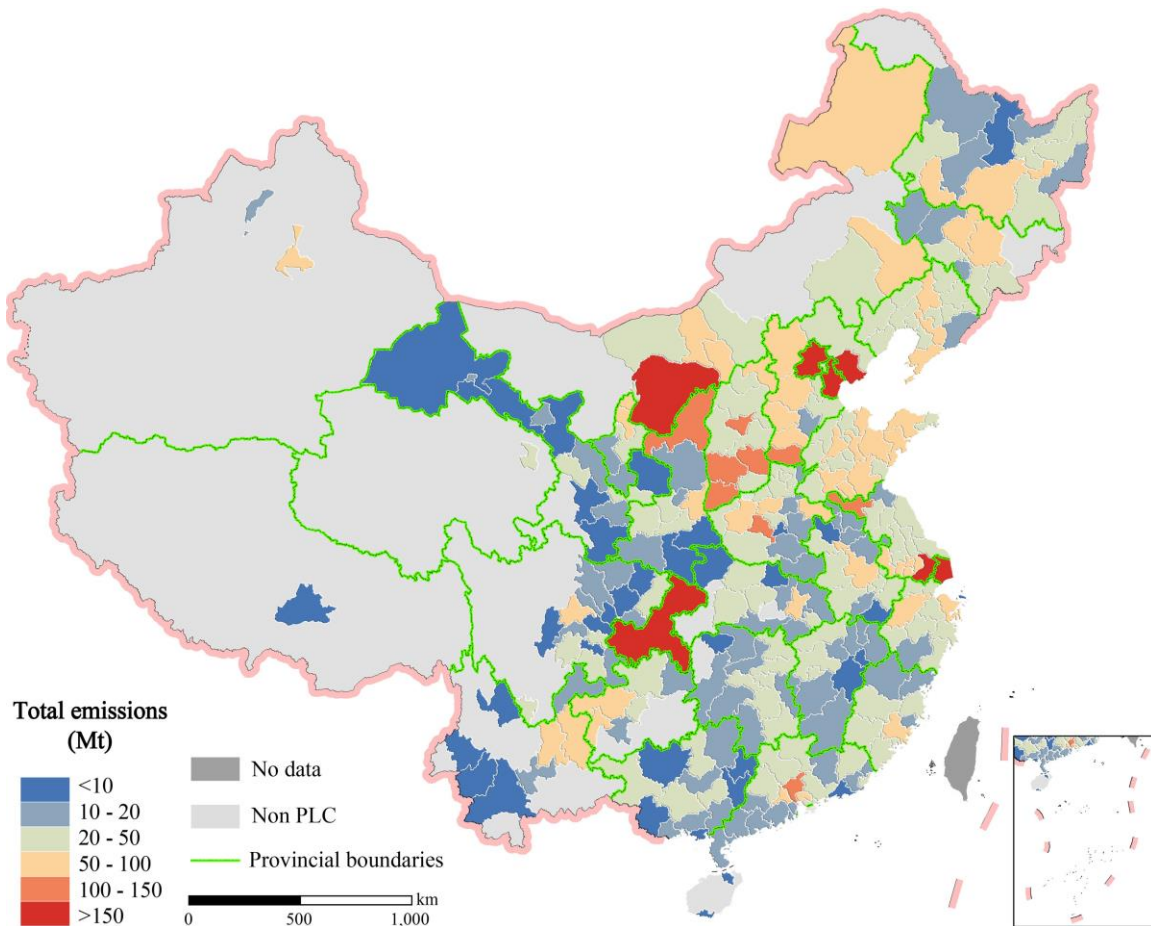 Total emissions
(Mt)
<10
10 - 20
20 - 50
50 - 100
100 - 150
>150
No data
Non PLC
Provincial boundaries
km
0 500 1,000